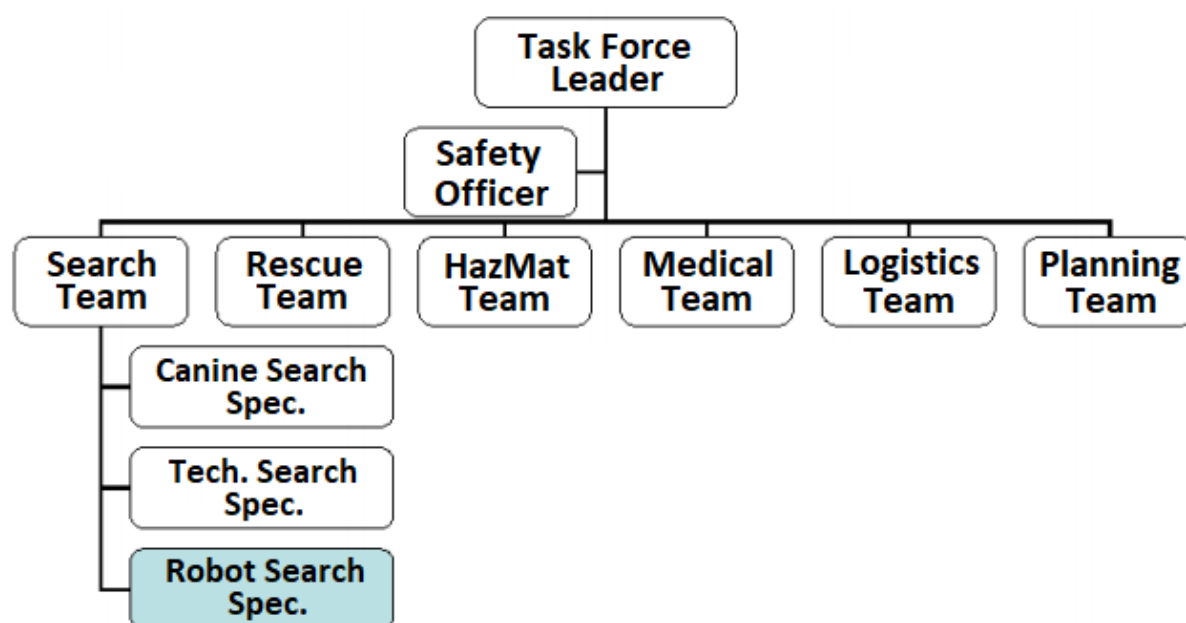 Task Force
Leader
Safety
Officer
Search
Team
Rescue
Team
HazMat
Team
Medical
Team
Logistics
Team
Planning
Team
Canine Search
Spec.
Tech. Search
Spec.
Robot Search
Spec.